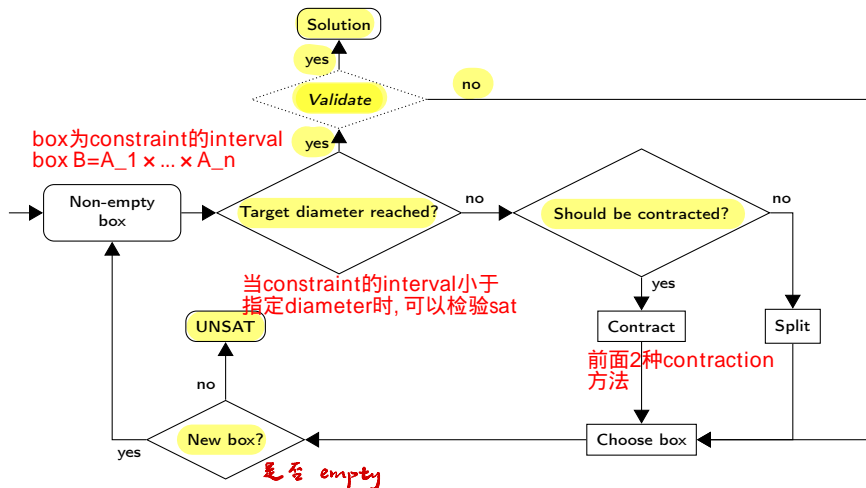 Solution
yes
Validate
no
yes
box为constraint的interval
box B=A_1 × ... × A_n
Non-empty
box
Target diameter reached?
no
Should be contracted?
no
当constraint的interval小于
指定diameter时, 可以检验sat
yes
UNSAT
Contract
Split
前面2种contraction
方法
no
New box?
Choose box
yes
是否 empty